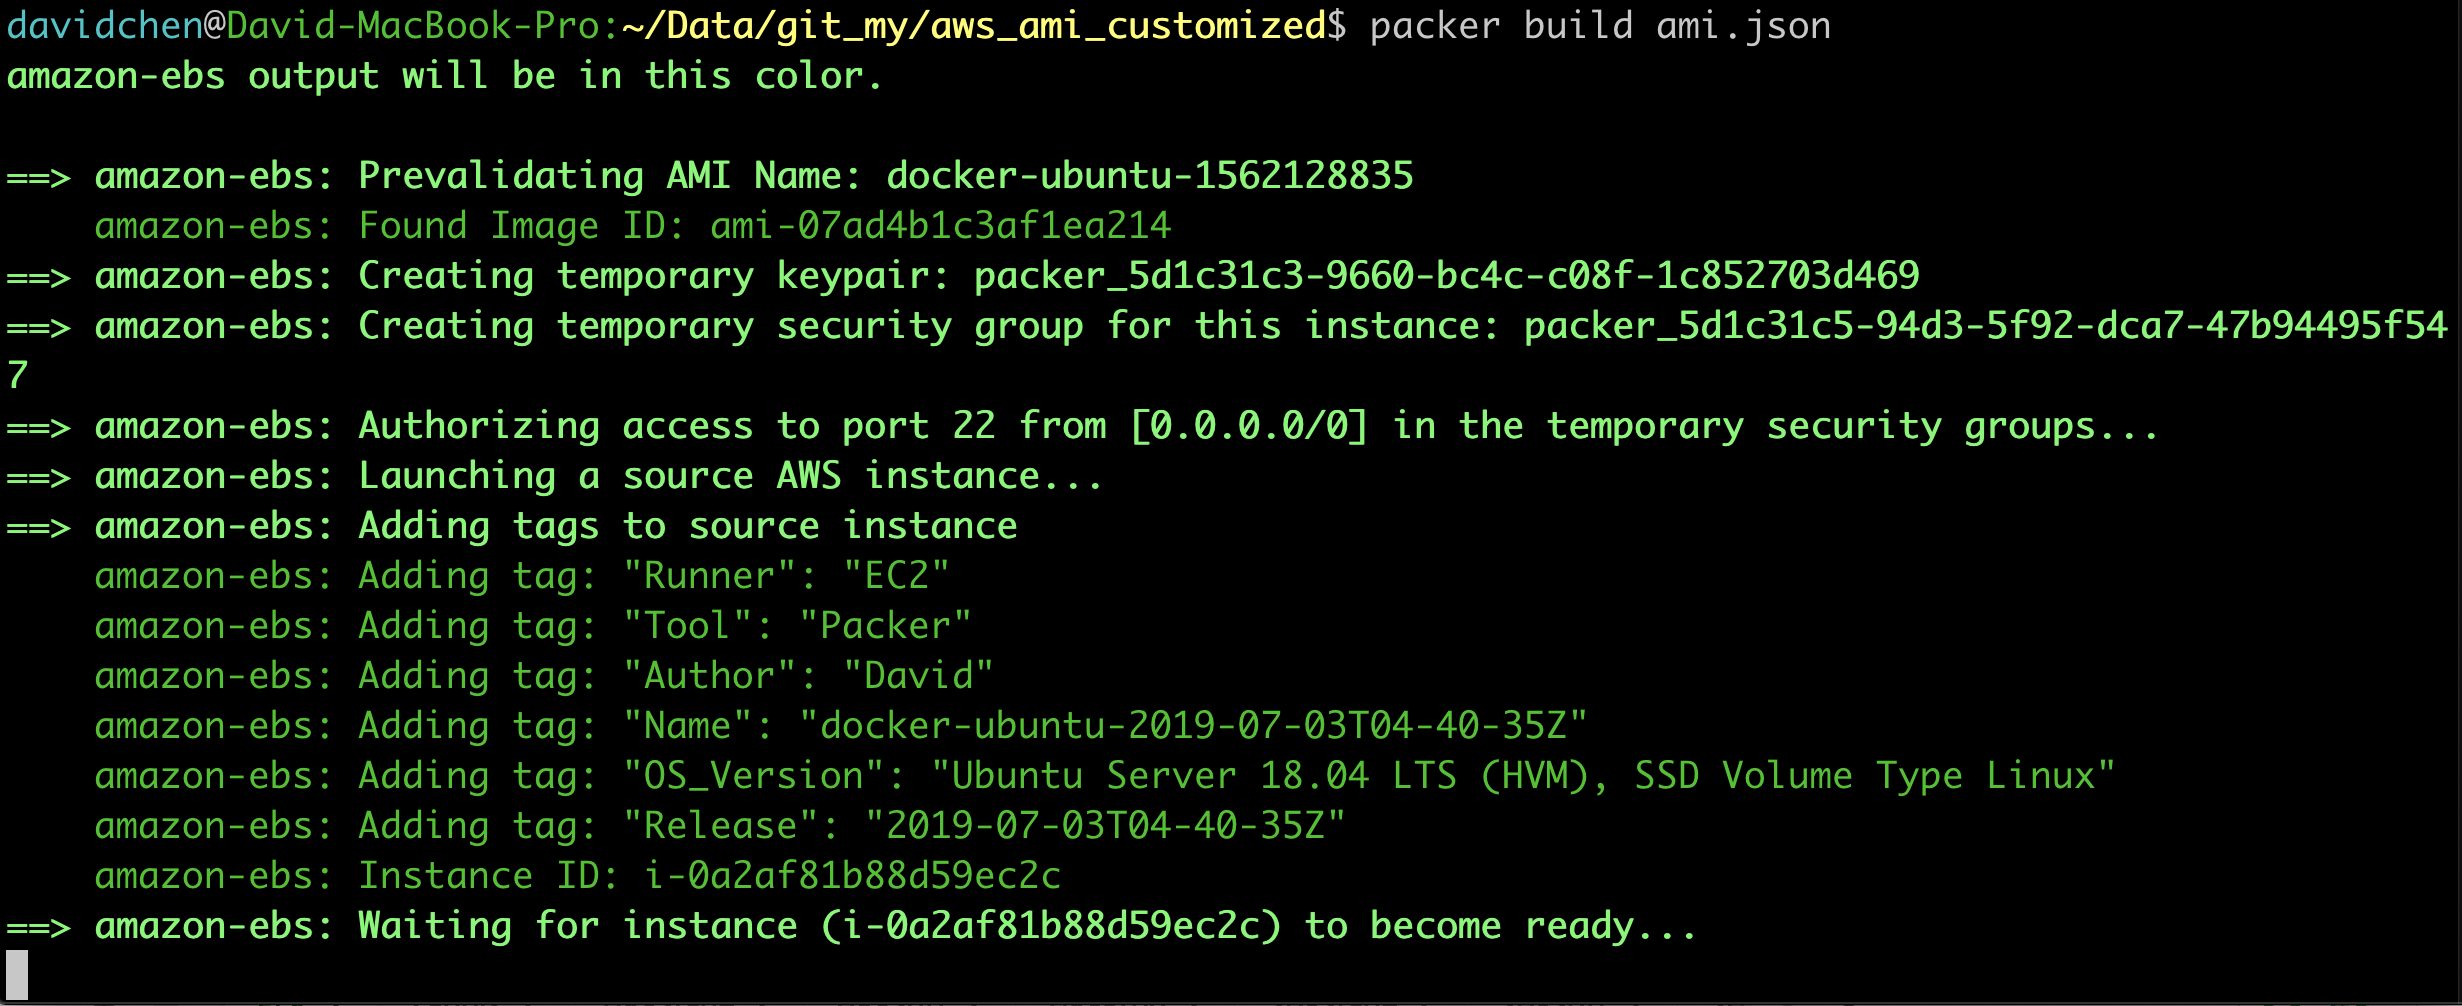 davidchen@David-MacBook-Pro:~/Data/git_my/aws_ami_customized$ packer build ami.json
amazon-ebs output will be in this color.
==> amazon-ebs: Prevalidating AMI Name: docker-ubuntu-1562128835
amazon-ebs: Found Image ID: ami-07ad4b1c3af1ea214
==> amazon-ebs: Creating temporary keypair: packer_5d1c31c3-9660-bc4c-c08f-1c852703d469
==> amazon-ebs: Creating temporary security group for this instance: packer_5d1c31c5-94d3-5f92-dca7-47b94495f54
7
==> amazon-ebs: Authorizing access to port 22 from [0.0.0.0/0] in the temporary security groups...
==> amazon-ebs: Launching a source AWS instance...
==> amazon-ebs: Adding tags to source instance
amazon-ebs: Adding tag: "Runner": "EC2"
amazon-ebs: Adding tag: "Tool": "Packer"
amazon-ebs: Adding tag: "Author": "David"
amazon-ebs: Adding tag: "Name": "docker-ubuntu-2019-07-03T04-40-35Z"
amazon-ebs: Adding tag: "OS_Version": "Ubuntu Server 18.04 LTS (HVM), SSD Volume Type Linux"
amazon-ebs: Adding tag: "Release": "2019-07-03T04-40-35Z"
amazon-ebs: Instance ID: i-0a2af81b88d59ec2c
==> amazon-ebs: Waiting for instance (i-0a2af81b88d59ec2c) to become ready...